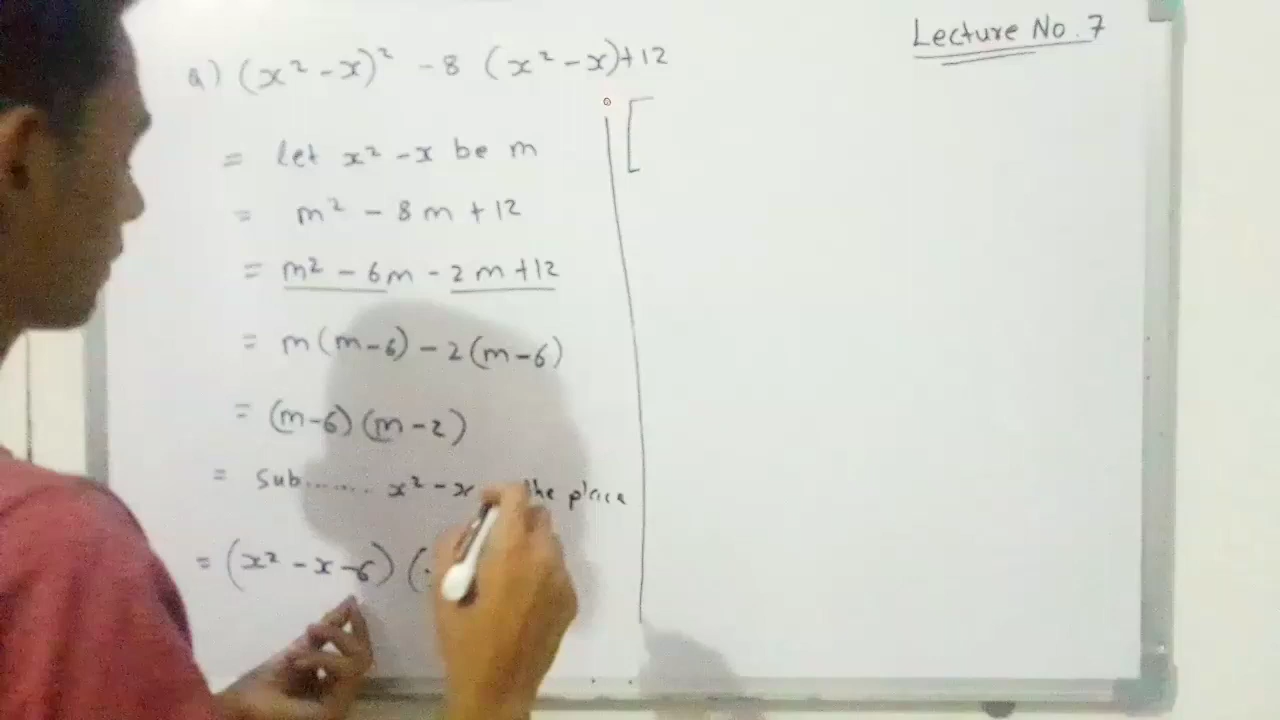 Lecture No. 7
a) (x² - x)² - 8 (x² - x) + 12
= let x² - x be m
= m² - 8m + 12
= m² - 6m - 2m + 12
= m(m-6) - 2(m-6)
= (m-6)(m-2)
= Sub....... x² - x the place
= (x² - x - 6) (
[